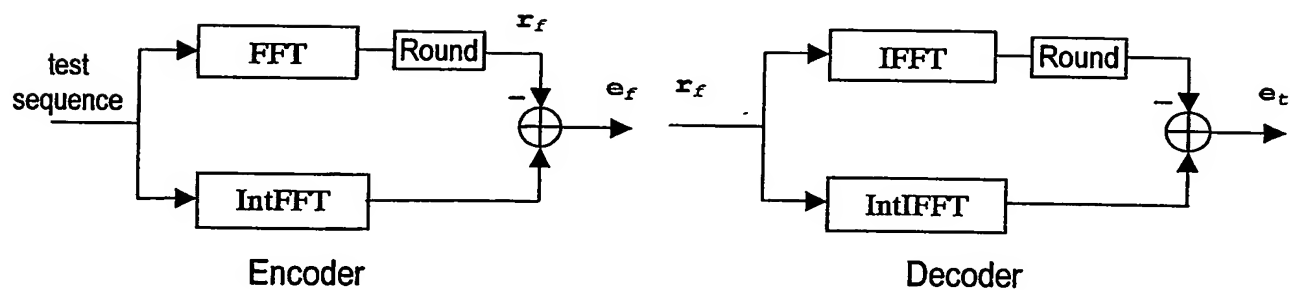 test
sequence
FFT
Round
r_f
−
e_f
IntFFT
Encoder
r_f
IFFT
Round
−
e_t
IntIFFT
Decoder